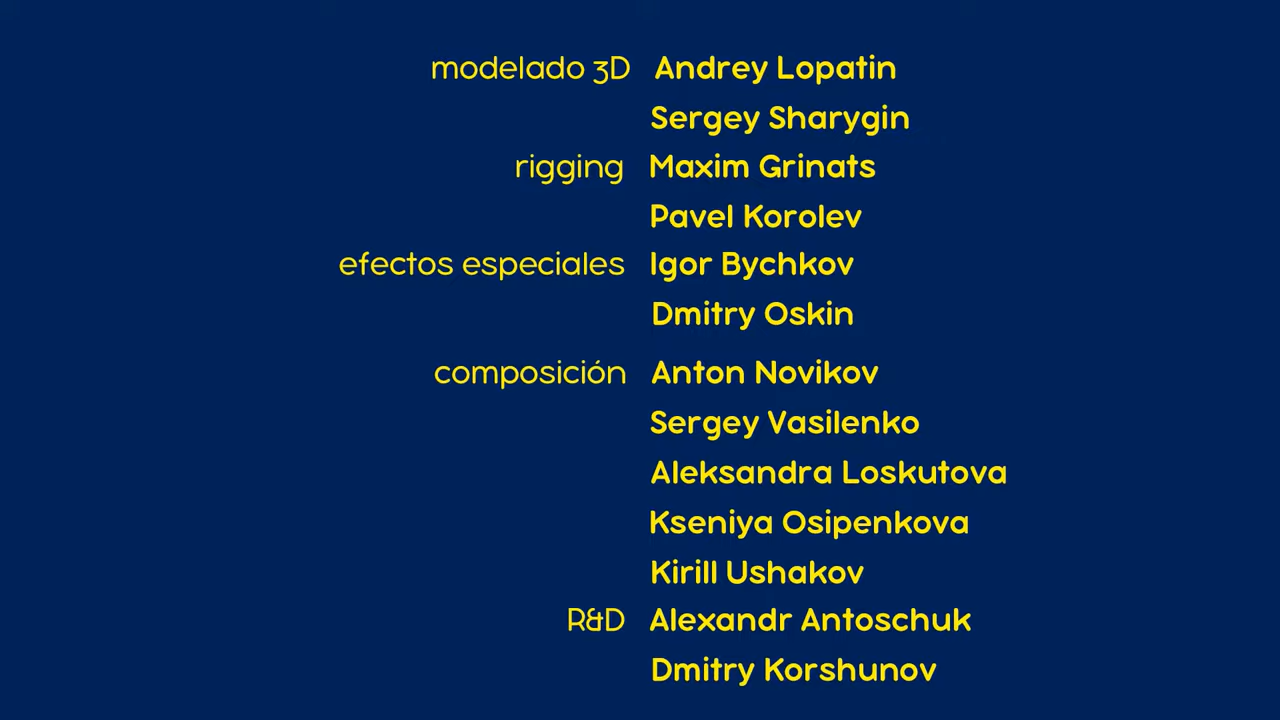 modelado 3D Andrey Lopatin
Sergey Sharygin
rigging Maxim Grinats
Pavel Korolev
efectos especiales Igor Bychkov
Dmitry Oskin
composición Anton Novikov
Sergey Vasilenko
Aleksandra Loskutova
Kseniya Osipenkova
Kirill Ushakov
R&D Alexandr Antoschuk
Dmitry Korshunov